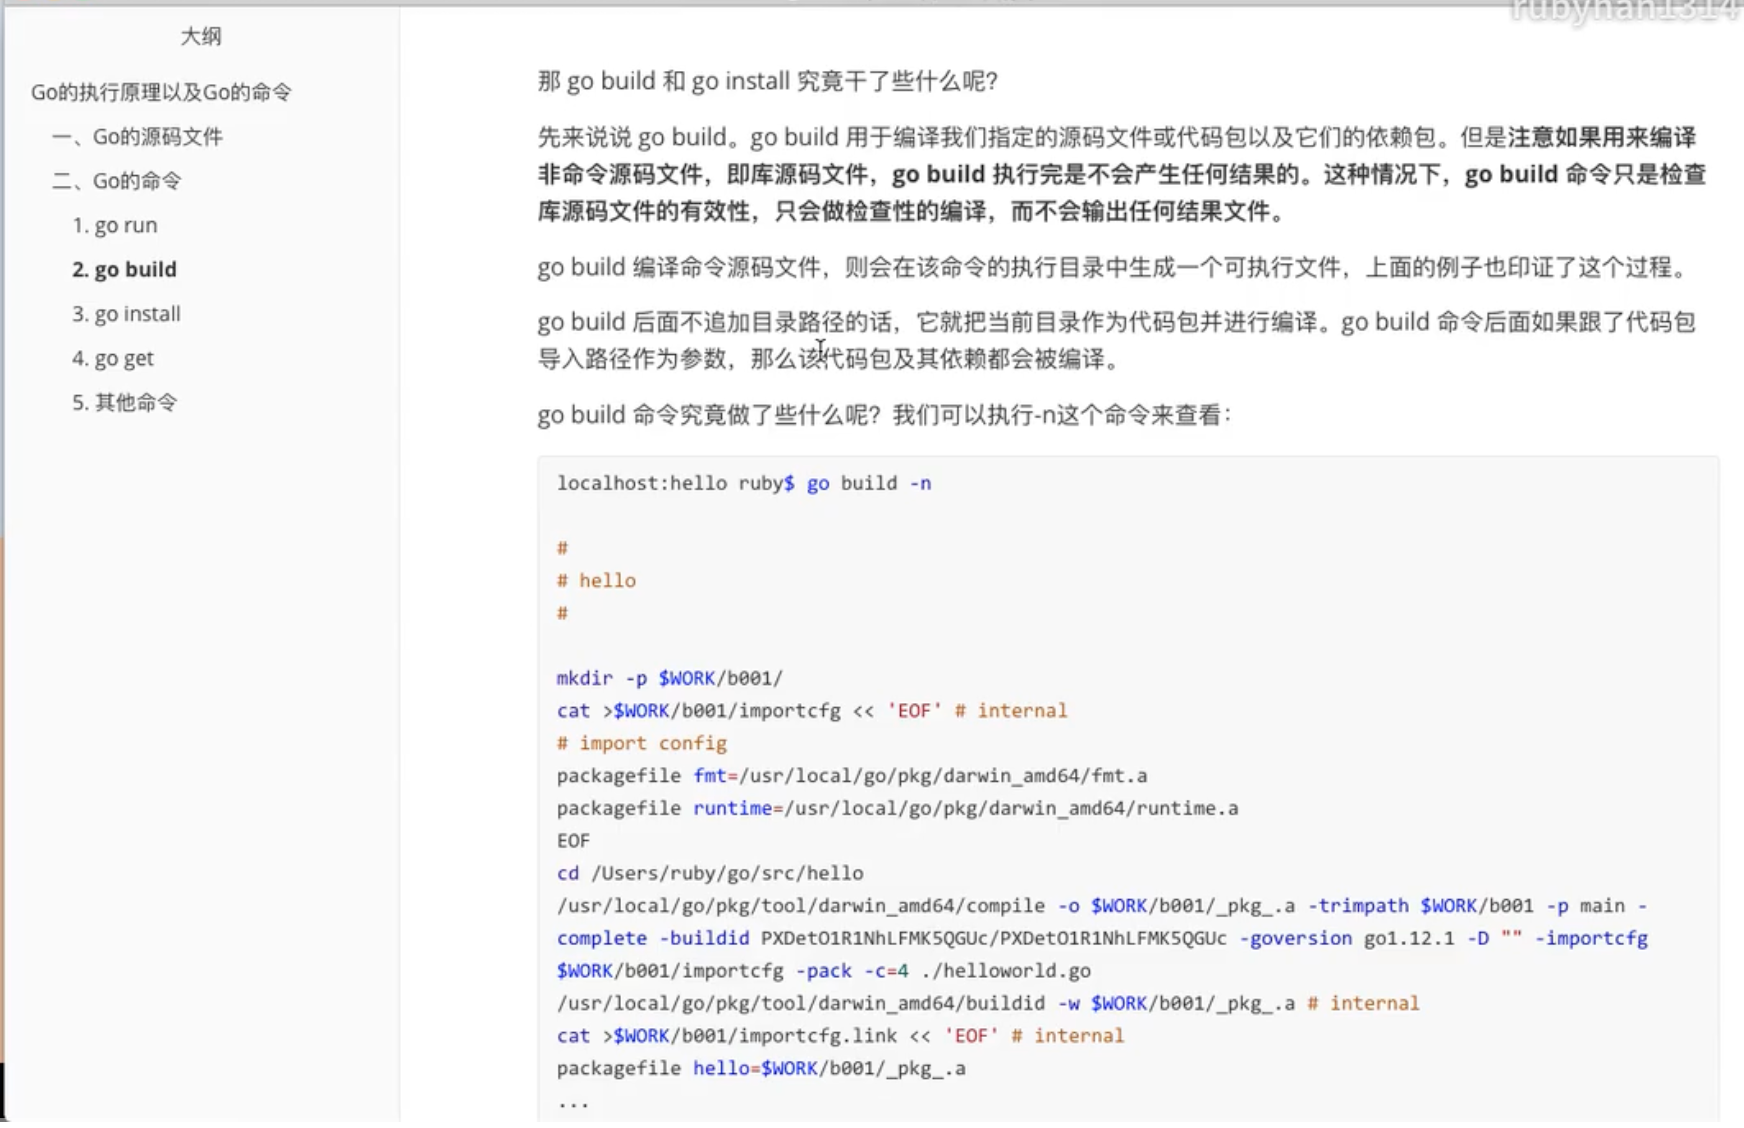 rubyhan1314
大纲
Go的执行原理以及Go的命令
一、Go的源码文件
二、Go的命令
1. go run
2. go build
3. go install
4. go get
5. 其他命令
那 go build 和 go install 究竟干了些什么呢?
先来说说 go build。go build 用于编译我们指定的源码文件或代码包以及它们的依赖包。但是注意如果用来编译
非命令源码文件，即库源码文件，go build 执行完是不会产生任何结果的。这种情况下，go build 命令只是检查
库源码文件的有效性，只会做检查性的编译，而不会输出任何结果文件。
go build 编译命令源码文件，则会在该命令的执行目录中生成一个可执行文件，上面的例子也印证了这个过程。
go build 后面不追加目录路径的话，它就把当前目录作为代码包并进行编译。go build 命令后面如果跟了代码包
导入路径作为参数，那么该代码包及其依赖都会被编译。
go build 命令究竟做了些什么呢？我们可以执行-n这个命令来查看：
localhost:hello ruby$ go build -n
#
# hello
#
mkdir -p $WORK/b001/
cat >$WORK/b001/importcfg << 'EOF' # internal
# import config
packagefile fmt=/usr/local/go/pkg/darwin_amd64/fmt.a
packagefile runtime=/usr/local/go/pkg/darwin_amd64/runtime.a
EOF
cd /Users/ruby/go/src/hello
/usr/local/go/pkg/tool/darwin_amd64/compile -o $WORK/b001/_pkg_.a -trimpath $WORK/b001 -p main -
complete -buildid PXDetO1R1NhLFMK5QGUc/PXDetO1R1NhLFMK5QGUc -goversion go1.12.1 -D "" -importcfg
$WORK/b001/importcfg -pack -c=4 ./helloworld.go
/usr/local/go/pkg/tool/darwin_amd64/buildid -w $WORK/b001/_pkg_.a # internal
cat >$WORK/b001/importcfg.link << 'EOF' # internal
packagefile hello=$WORK/b001/_pkg_.a
...